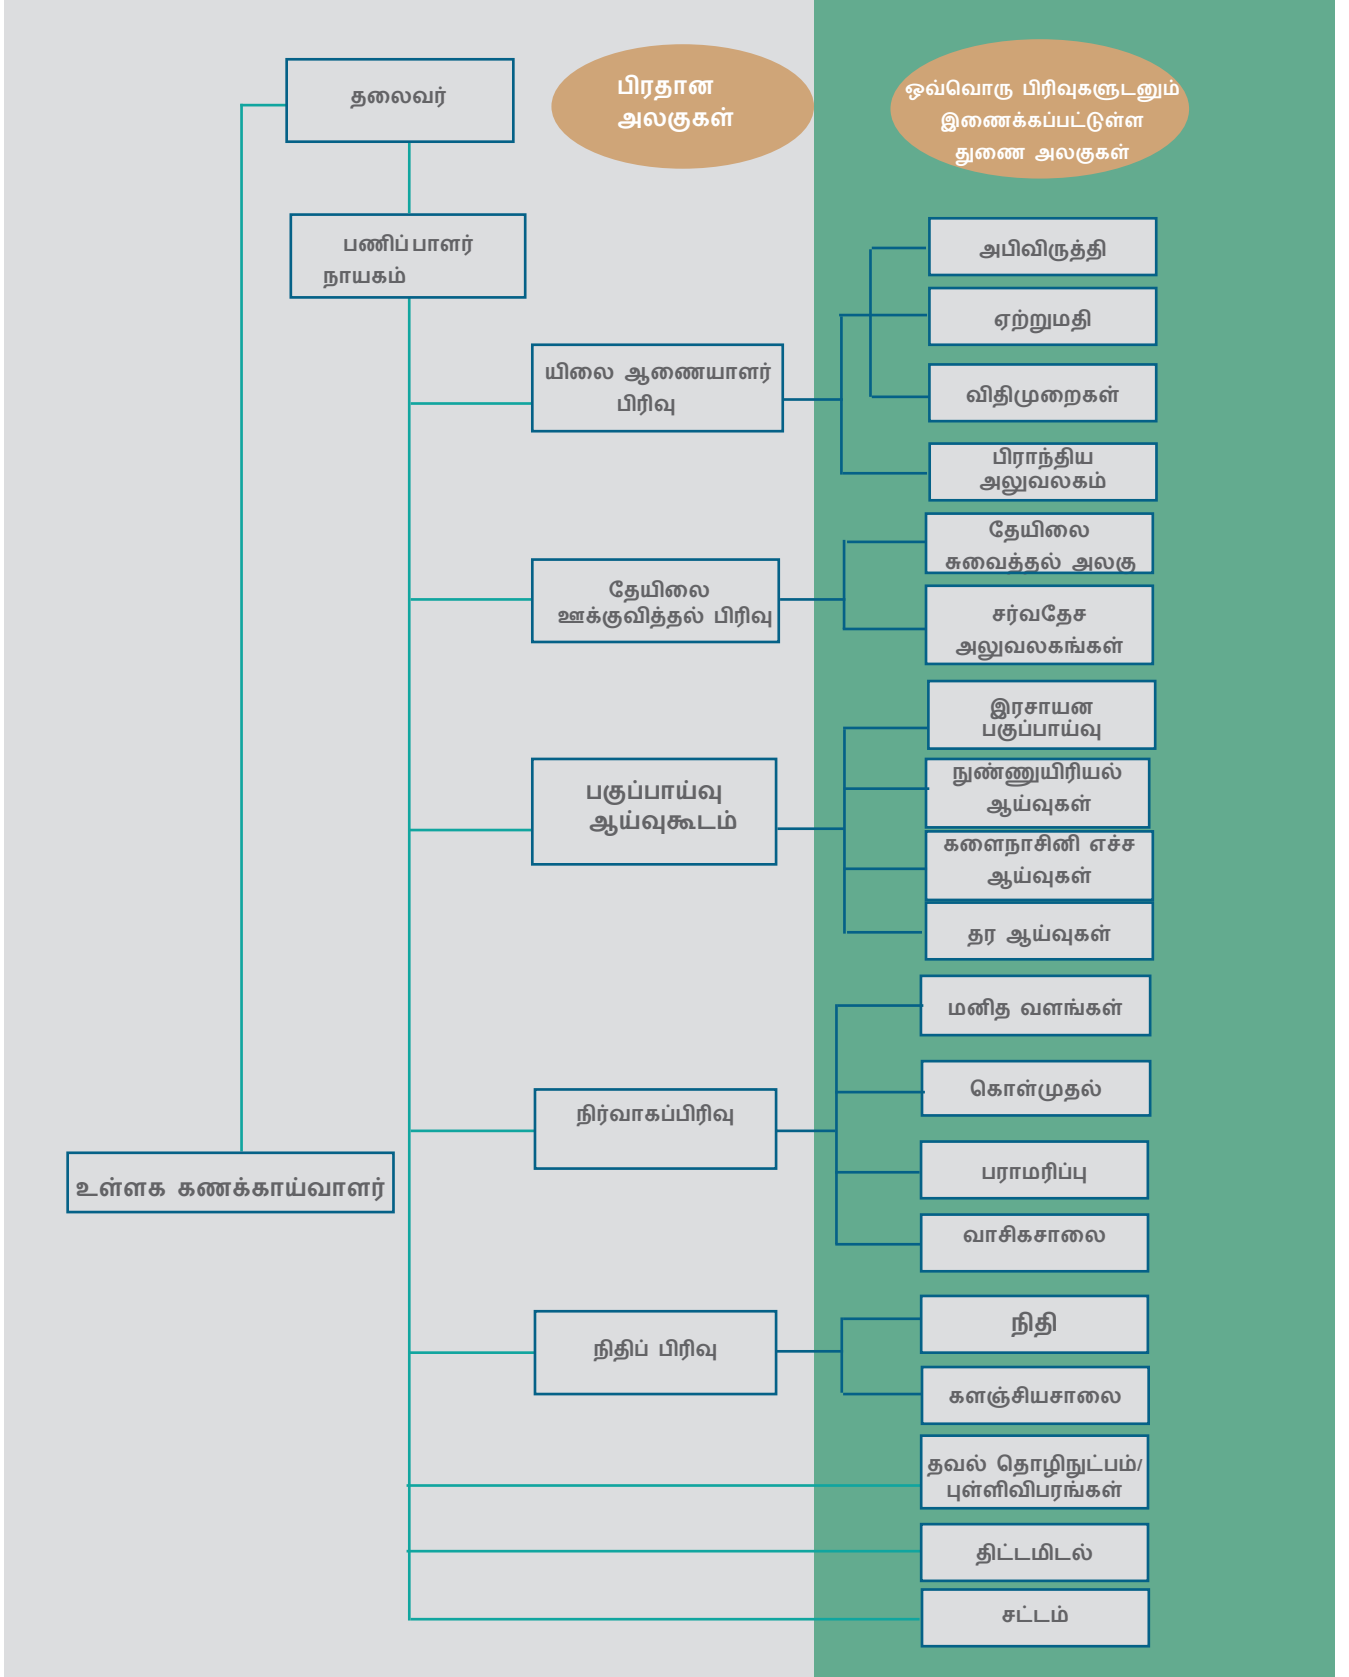 தலைவர்
பிரதான
அலகுகள்
ஒவ்வொரு பிரிவுகளுடனும்
இணைக்கப்பட்டுள்ள
துணை அலகுகள்
பணிப்பாளர்
நாயகம்
அபிவிருத்தி
ஏற்றுமதி
யிலை ஆணையாளர்
பிரிவு
விதிமுறைகள்
பிராந்திய
அலுவலகம்
தேயிலை
ஊக்குவித்தல் பிரிவு
தேயிலை
சுவைத்தல் அலகு
சர்வதேச
அலுவலகங்கள்
பகுப்பாய்வு
ஆய்வுகூடம்
இரசாயன
பகுப்பாய்வு
நுண்ணுயிரியல்
ஆய்வுகள்
களைநாசினி எச்ச
ஆய்வுகள்
தர ஆய்வுகள்
நிர்வாகப்பிரிவு
மனித வளங்கள்
கொள்முதல்
பராமரிப்பு
வாசிகசாலை
உள்ளக கணக்காய்வாளர்
நிதிப் பிரிவு
நிதி
களஞ்சியசாலை
தவல் தொழிநுட்பம்/
புள்ளிவிபரங்கள்
திட்டமிடல்
சட்டம்